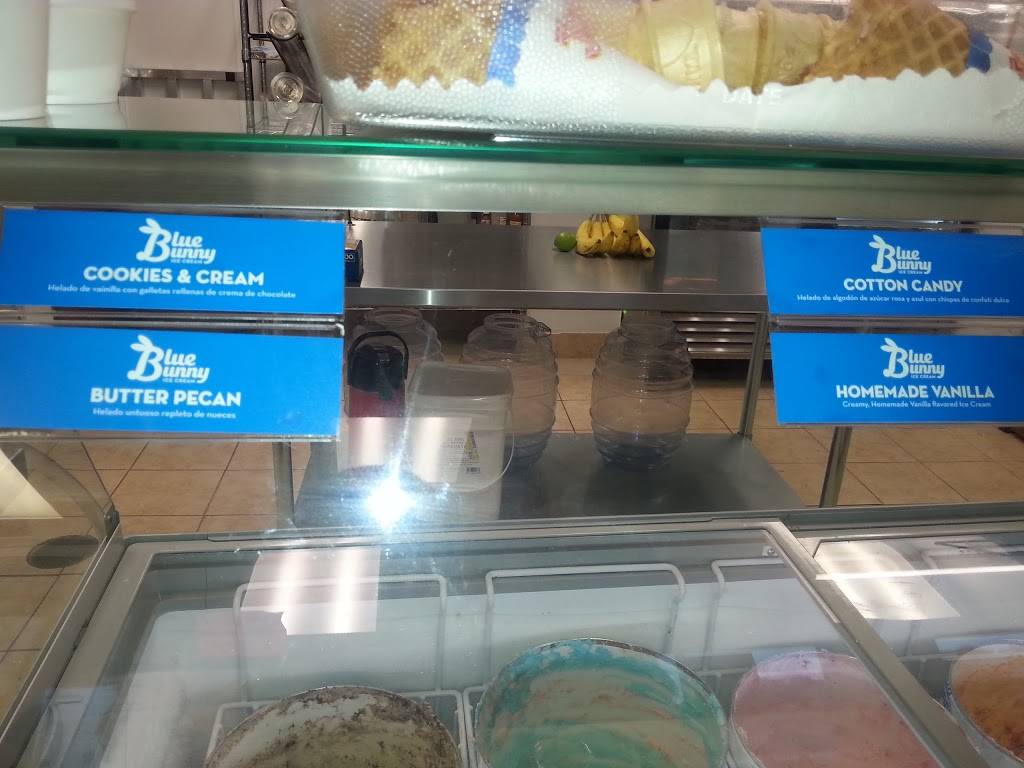 DATE
Blue
Bunny
ICE CREAM
COOKIES & CREAM
Helado de vainilla con galletas rellenas de crema de chocolate
Blue
Bunny
ICE CREAM
BUTTER PECAN
Helado untuoso repleto de nueces
Blue
Bunny
ICE CREAM
COTTON CANDY
Helado de algodón de azúcar rosa y azul con chispas de confeti dulce
Blue
Bunny
ICE CREAM
HOMEMADE VANILLA
Creamy, Homemade Vanilla flavored Ice Cream